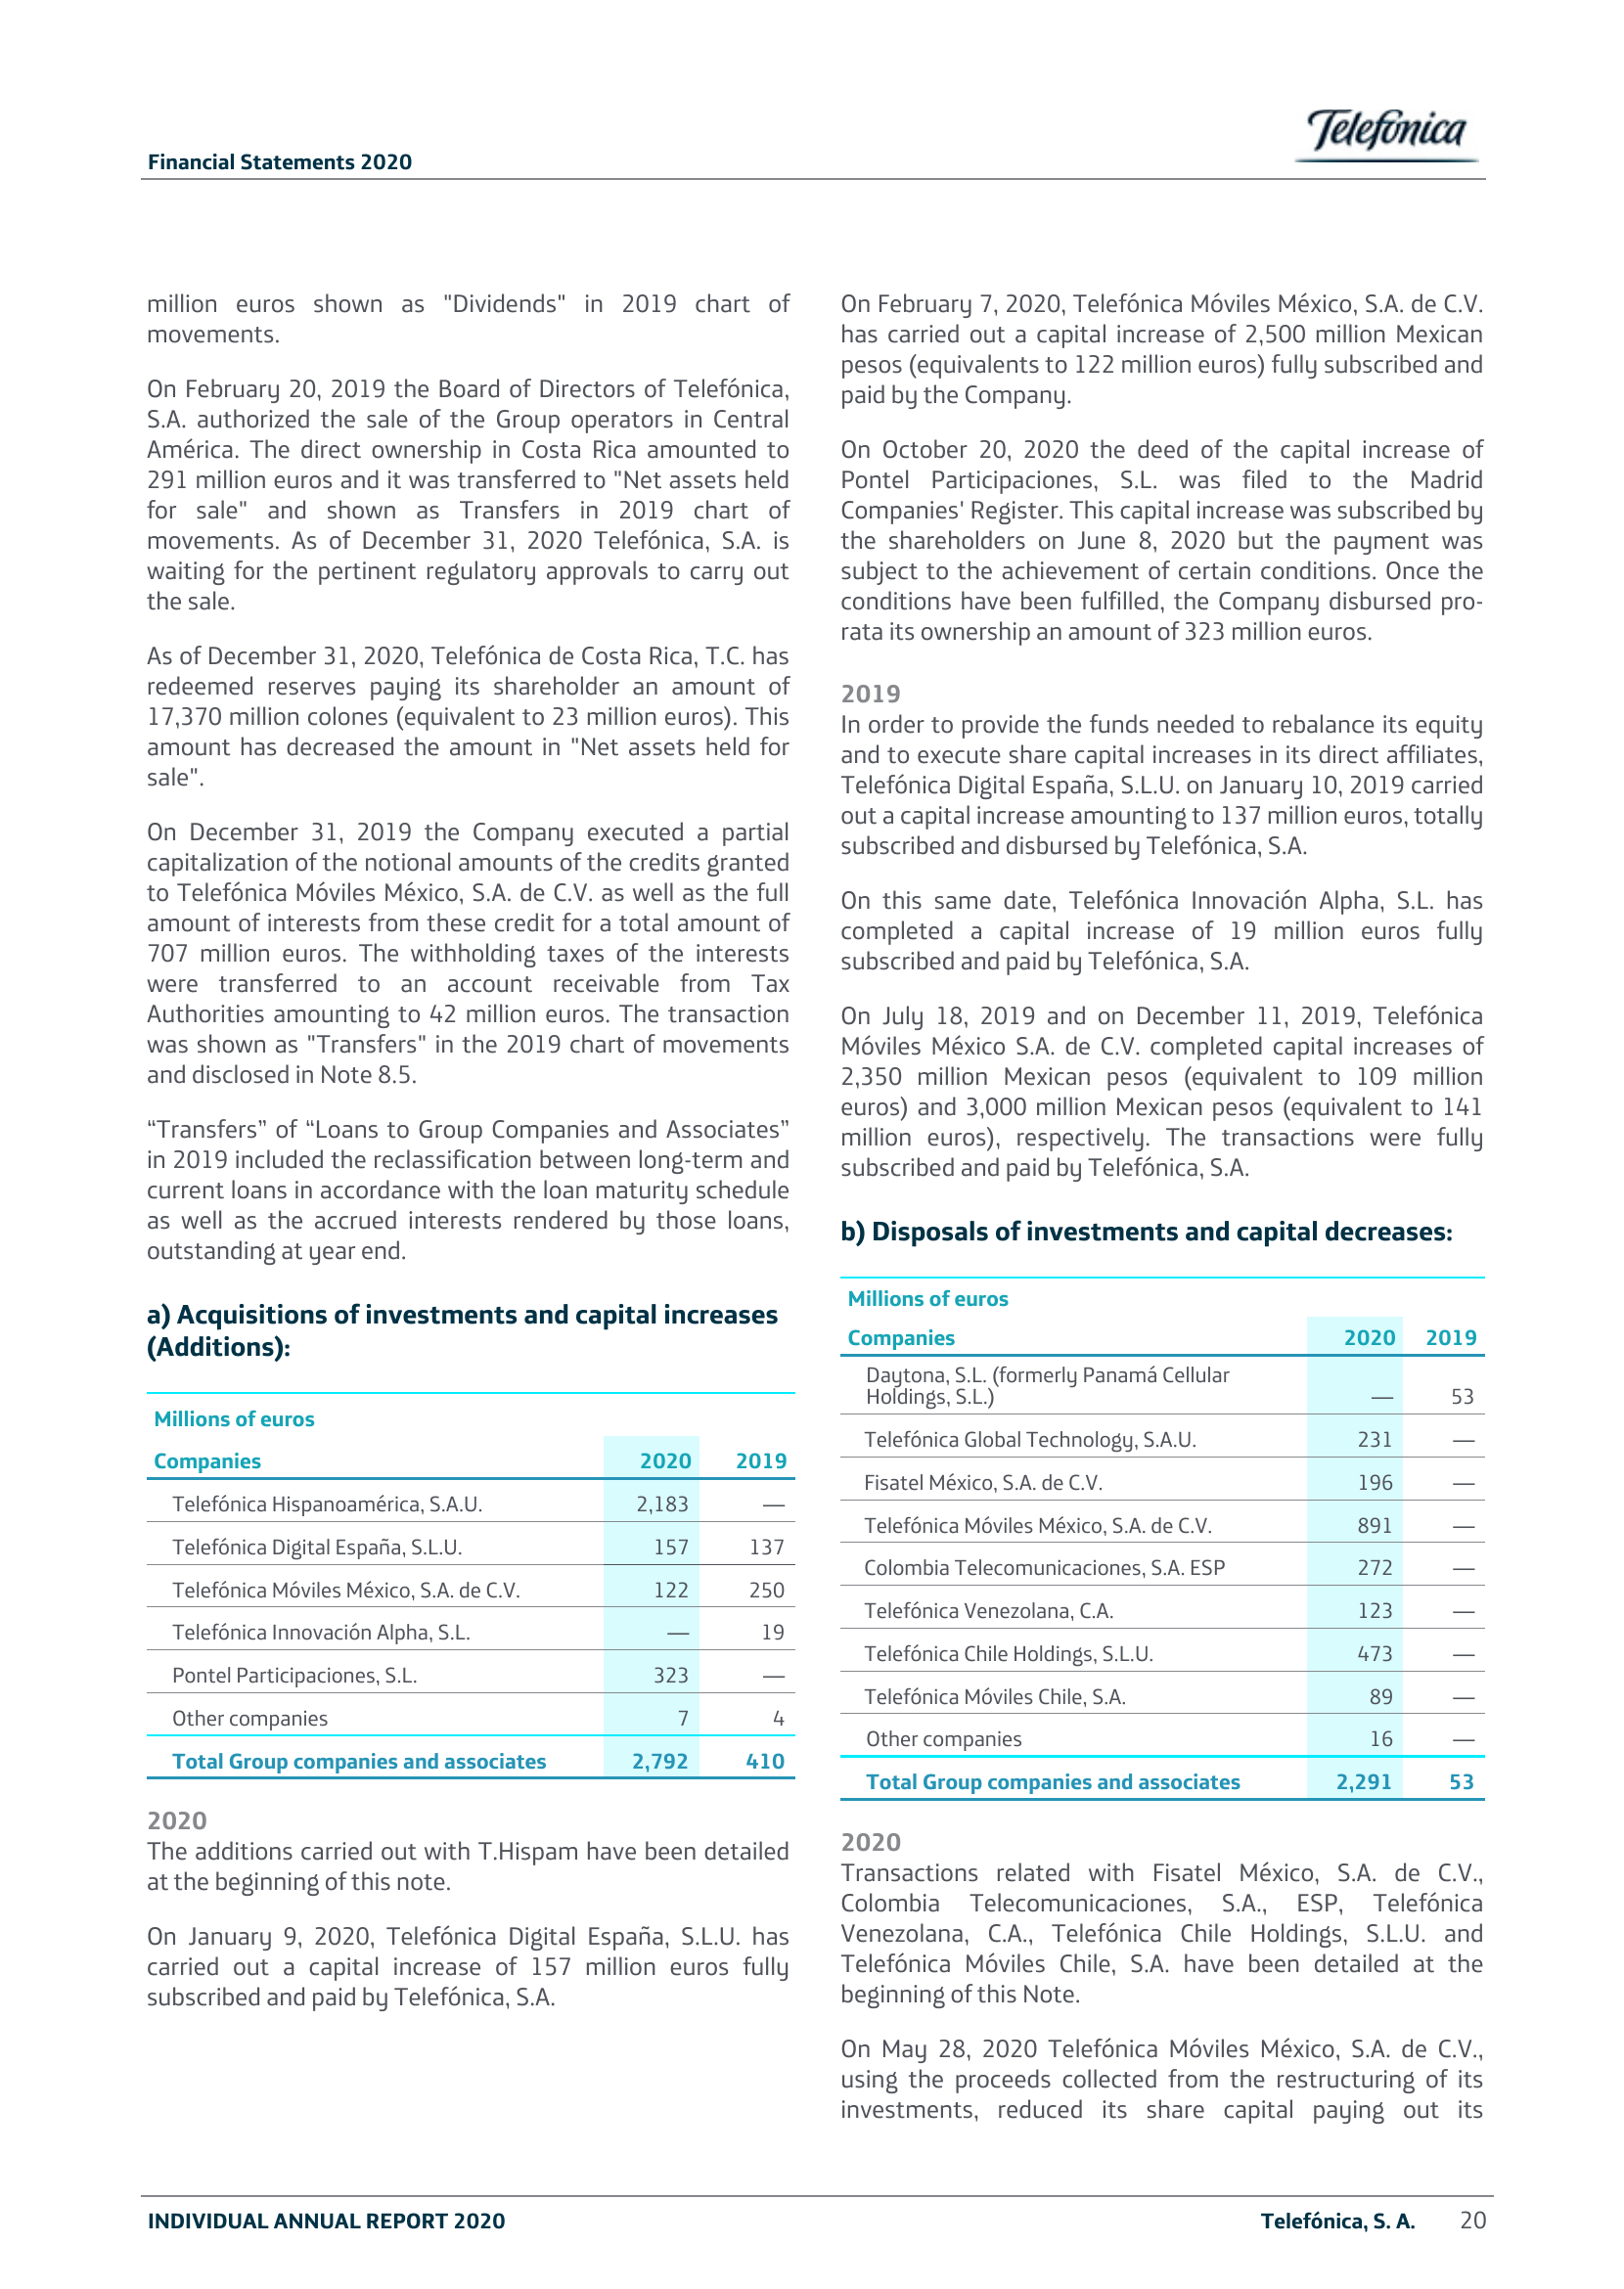 Telefónica
Financial Statements 2020
million euros shown as "Dividends" in 2019 chart of
movements.
On February 20, 2019 the Board of Directors of Telefónica,
S.A. authorized the sale of the Group operators in Central
América. The direct ownership in Costa Rica amounted to
291 million euros and it was transferred to "Net assets held
for sale" and shown as Transfers in 2019 chart of
movements. As of December 31, 2020 Telefónica, S.A. is
waiting for the pertinent regulatory approvals to carry out
the sale.
As of December 31, 2020, Telefónica de Costa Rica, T.C. has
redeemed reserves paying its shareholder an amount of
17,370 million colones (equivalent to 23 million euros). This
amount has decreased the amount in "Net assets held for
sale".
On December 31, 2019 the Company executed a partial
capitalization of the notional amounts of the credits granted
to Telefónica Móviles México, S.A. de C.V. as well as the full
amount of interests from these credit for a total amount of
707 million euros. The withholding taxes of the interests
were transferred to an account receivable from Tax
Authorities amounting to 42 million euros. The transaction
was shown as "Transfers" in the 2019 chart of movements
and disclosed in Note 8.5.
“Transfers” of “Loans to Group Companies and Associates”
in 2019 included the reclassification between long-term and
current loans in accordance with the loan maturity schedule
as well as the accrued interests rendered by those loans,
outstanding at year end.
a) Acquisitions of investments and capital increases
(Additions):
Millions of euros
Companies 2020 2019
Telefónica Hispanoamérica, S.A.U. 2,183 —
Telefónica Digital España, S.L.U. 157 137
Telefónica Móviles México, S.A. de C.V. 122 250
Telefónica Innovación Alpha, S.L. — 19
Pontel Participaciones, S.L. 323 —
Other companies 7 4
Total Group companies and associates 2,792 410
2020
The additions carried out with T.Hispam have been detailed
at the beginning of this note.
On January 9, 2020, Telefónica Digital España, S.L.U. has
carried out a capital increase of 157 million euros fully
subscribed and paid by Telefónica, S.A.
On February 7, 2020, Telefónica Móviles México, S.A. de C.V.
has carried out a capital increase of 2,500 million Mexican
pesos (equivalents to 122 million euros) fully subscribed and
paid by the Company.
On October 20, 2020 the deed of the capital increase of
Pontel Participaciones, S.L. was filed to the Madrid
Companies' Register. This capital increase was subscribed by
the shareholders on June 8, 2020 but the payment was
subject to the achievement of certain conditions. Once the
conditions have been fulfilled, the Company disbursed pro-
rata its ownership an amount of 323 million euros.
2019
In order to provide the funds needed to rebalance its equity
and to execute share capital increases in its direct affiliates,
Telefónica Digital España, S.L.U. on January 10, 2019 carried
out a capital increase amounting to 137 million euros, totally
subscribed and disbursed by Telefónica, S.A.
On this same date, Telefónica Innovación Alpha, S.L. has
completed a capital increase of 19 million euros fully
subscribed and paid by Telefónica, S.A.
On July 18, 2019 and on December 11, 2019, Telefónica
Móviles México S.A. de C.V. completed capital increases of
2,350 million Mexican pesos (equivalent to 109 million
euros) and 3,000 million Mexican pesos (equivalent to 141
million euros), respectively. The transactions were fully
subscribed and paid by Telefónica, S.A.
b) Disposals of investments and capital decreases:
Millions of euros
Companies 2020 2019
Daytona, S.L. (formerly Panamá Cellular
Holdings, S.L.) — 53
Telefónica Global Technology, S.A.U. 231 —
Fisatel México, S.A. de C.V. 196 —
Telefónica Móviles México, S.A. de C.V. 891 —
Colombia Telecomunicaciones, S.A. ESP 272 —
Telefónica Venezolana, C.A. 123 —
Telefónica Chile Holdings, S.L.U. 473 —
Telefónica Móviles Chile, S.A. 89 —
Other companies 16 —
Total Group companies and associates 2,291 53
2020
Transactions related with Fisatel México, S.A. de C.V.,
Colombia Telecomunicaciones, S.A., ESP, Telefónica
Venezolana, C.A., Telefónica Chile Holdings, S.L.U. and
Telefónica Móviles Chile, S.A. have been detailed at the
beginning of this Note.
On May 28, 2020 Telefónica Móviles México, S.A. de C.V.,
using the proceeds collected from the restructuring of its
investments, reduced its share capital paying out its
INDIVIDUAL ANNUAL REPORT 2020
Telefónica, S. A. 20